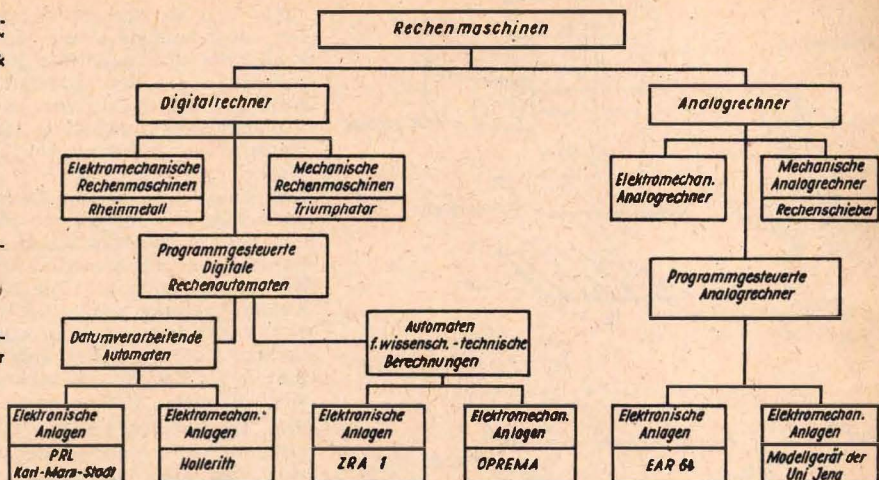 Rechenmaschinen
Digitalrechner
Analogrechner
Elektromechanische
Rechenmaschinen
Rheinmetall
Mechanische
Rechenmaschinen
Triumphator
Elektromechan.
Analogrechner
Mechanische
Analogrechner
Rechenschieber
Programmgesteuerte
Digitale
Rechenautomaten
Programmgesteuerte
Analogrechner
Datumverarbeitende
Automaten
Automaten
f. wissensch.-technische
Berechnungen
Elektronische
Anlagen
PRL
Karl-Marx-Stadt
Elektromechan.
Anlagen
Hollerith
Elektronische
Anlagen
ZRA 1
Elektromechan.
Anlagen
OPREMA
Elektronische
Anlagen
EAR
Elektromechan.
Anlagen
Modellgerät der
Uni Jena